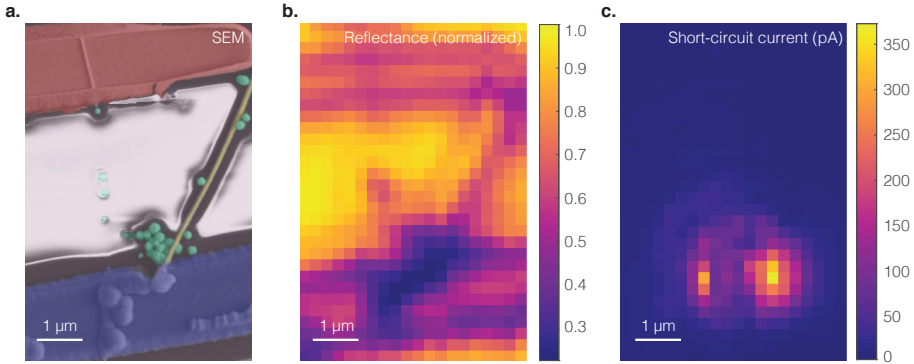 a.
SEM
1 μm
b.
Reflectance (normalized)
1 μm
1.0
0.9
0.8
0.7
0.6
0.5
0.4
0.3
c.
Short-circuit current (pA)
1 μm
350
300
250
200
150
100
50
0